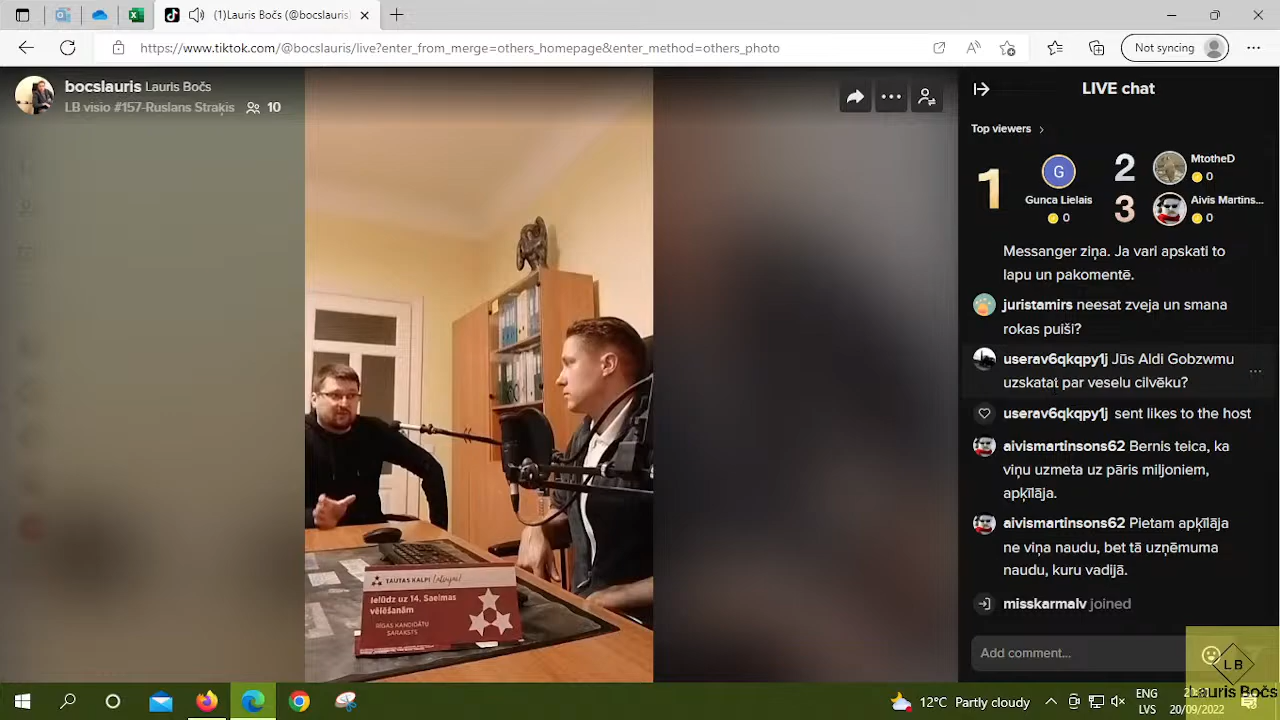 (1)Lauris Bočs (@bocslauris
https://www.tiktok.com/@bocslauris/live?enter_from_merge=others_homepage&enter_method=others_photo
Not syncing
bocslauris Lauris Bočs
LB visio #157-Ruslans Straķis 10
LIVE chat
Top viewers
1
G
Gunca Lielais
0
2
MtotheD
0
3
Aivis Martins...
0
Messanger ziņa. Ja vari apskati to
lapu un pakomentē.
juristamirs neesat zveja un smana
rokas puiši?
userav6qkqpy1j Jūs Aldi Gobzwmu
uzskatat par veselu cilvēku?
userav6qkqpy1j sent likes to the host
aivismartinsons62 Bernis teica, ka
viņu uzmeta uz pāris miljoniem,
apķīlāja.
aivismartinsons62 Pietam apķīlāja
ne viņa naudu, bet tā uzņēmuma
naudu, kuru vadījā.
misskarmalv joined
Add comment...
TAUTAS KALPI
Ielūdz uz 14. Saeimas
vēlēšanām
RĪGAS KANDIDĀTU
SARAKSTS
LB
Lauris Bočs
12°C Partly cloudy
ENG
LVS
20/09/2022